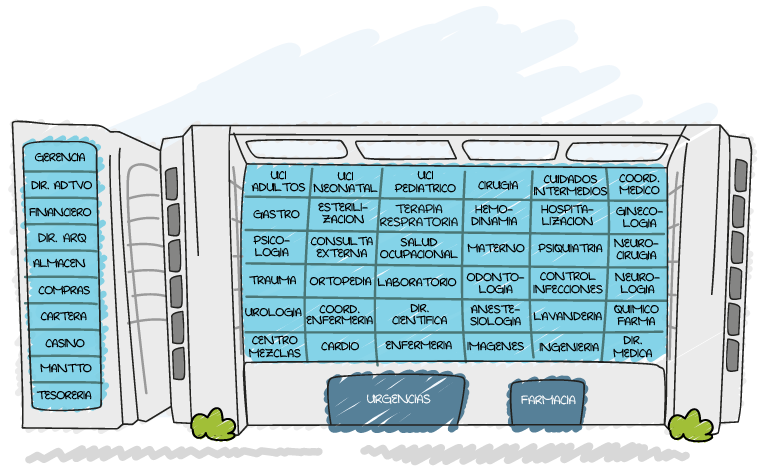 GERENCIA
DIR. ADTVO
FINANCIERO
DIR. ARQ
ALMACEN
COMPRAS
CARTERA
CASINO
MANTTO
TESORERIA
UCI
ADULTOS
UCI
NEONATAL
UCI
PEDIATRICO
CIRUGIA
CUIDADOS
INTERMEDIOS
COORD.
MEDICO
GASTRO
ESTERILI-
ZACION
TERAPIA
RESPRATORIA
HEMO-
DINAMIA
HOSPITA-
LIZACION
GINECO-
LOGIA
PSICO-
LOGIA
CONSULTA
EXTERNA
SALUD
OCUPACIONAL
MATERNO
PSIQUIATRIA
NEURO-
CIRUGIA
TRAUMA
ORTOPEDIA
LABORATORIO
ODONTO-
LOGIA
CONTROL
INFECCIONES
NEURO-
LOGIA
UROLOGIA
COORD.
ENFERMERIA
DIR.
CIENTIFICA
ANESTE-
SIOLOGIA
LAVANDERIA
QUIMICO
FARMA
CENTRO
MEZCLAS
CARDIO
ENFERMERIA
IMAGENES
INGENIERIA
DIR.
MEDICA
URGENCIAS
FARMACIA